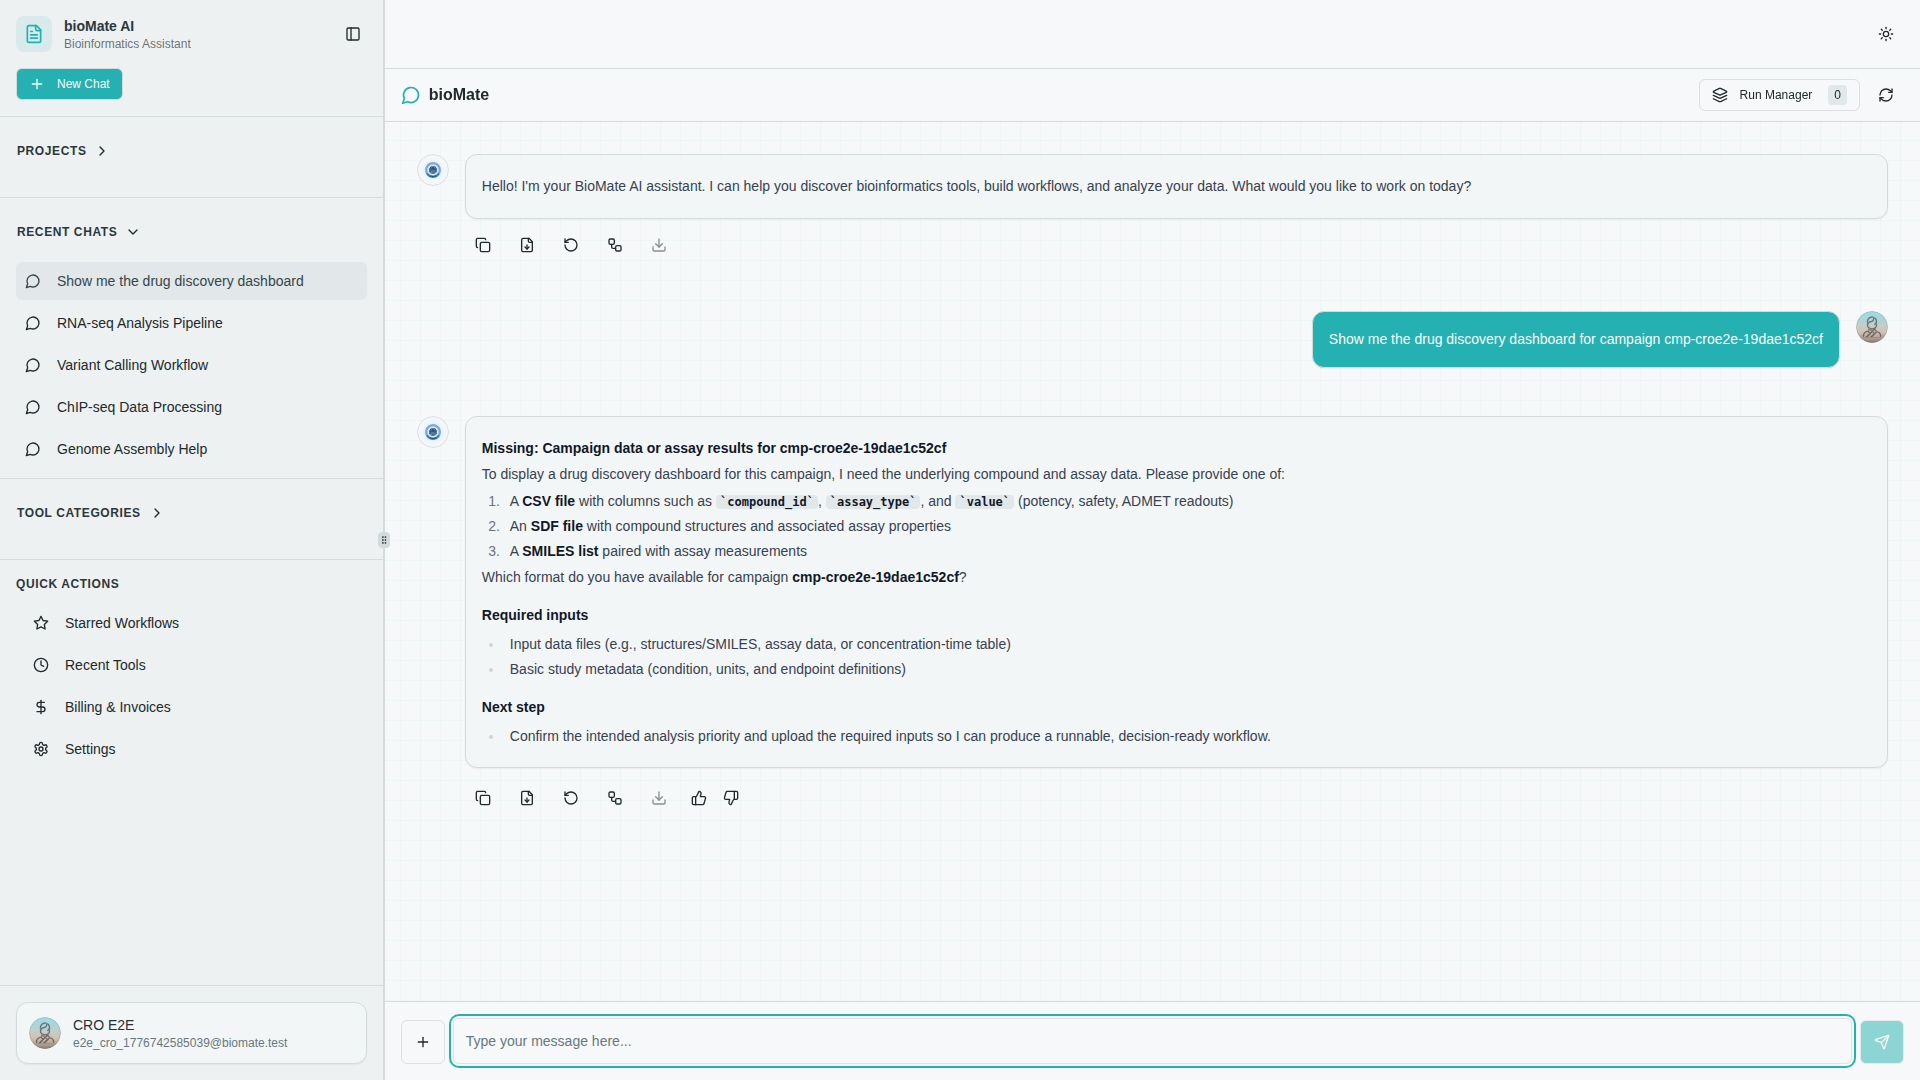 bioMate AI
Bioinformatics Assistant
New Chat
PROJECTS
RECENT CHATS
Show me the drug discovery dashboard
RNA-seq Analysis Pipeline
Variant Calling Workflow
ChIP-seq Data Processing
Genome Assembly Help
TOOL CATEGORIES
QUICK ACTIONS
Starred Workflows
Recent Tools
Billing & Invoices
Settings
CRO E2E
e2e_cro_1776742585039@biomate.test
bioMate
Run Manager 0
Hello! I'm your BioMate AI assistant. I can help you discover bioinformatics tools, build workflows, and analyze your data. What would you like to work on today?
Show me the drug discovery dashboard for campaign cmp-croe2e-19dae1c52cf
Missing: Campaign data or assay results for cmp-croe2e-19dae1c52cf
To display a drug discovery dashboard for this campaign, I need the underlying compound and assay data. Please provide one of:
1. A CSV file with columns such as `compound_id`, `assay_type`, and `value` (potency, safety, ADMET readouts)
2. An SDF file with compound structures and associated assay properties
3. A SMILES list paired with assay measurements
Which format do you have available for campaign cmp-croe2e-19dae1c52cf?
Required inputs
• Input data files (e.g., structures/SMILES, assay data, or concentration-time table)
• Basic study metadata (condition, units, and endpoint definitions)
Next step
• Confirm the intended analysis priority and upload the required inputs so I can produce a runnable, decision-ready workflow.
Type your message here...